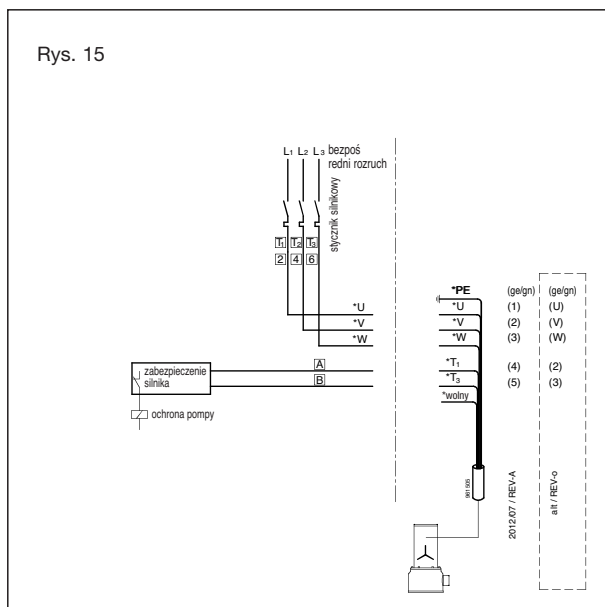 Rys. 15
L1 L2 L3 bezpoś
redni rozruch
stycznik silnikowy
T1 T2 T3
2 4 6
*PE (ge/gn) (ge/gn)
*U *U (1) (U)
*V *V (2) (V)
*W *W (3) (W)
zabezpieczenie
silnika
A *T1 (4) (2)
B *T3 (5) (3)
*wolny
ochrona pompy
961505
2012/07 / REV-A
alt / REV-o